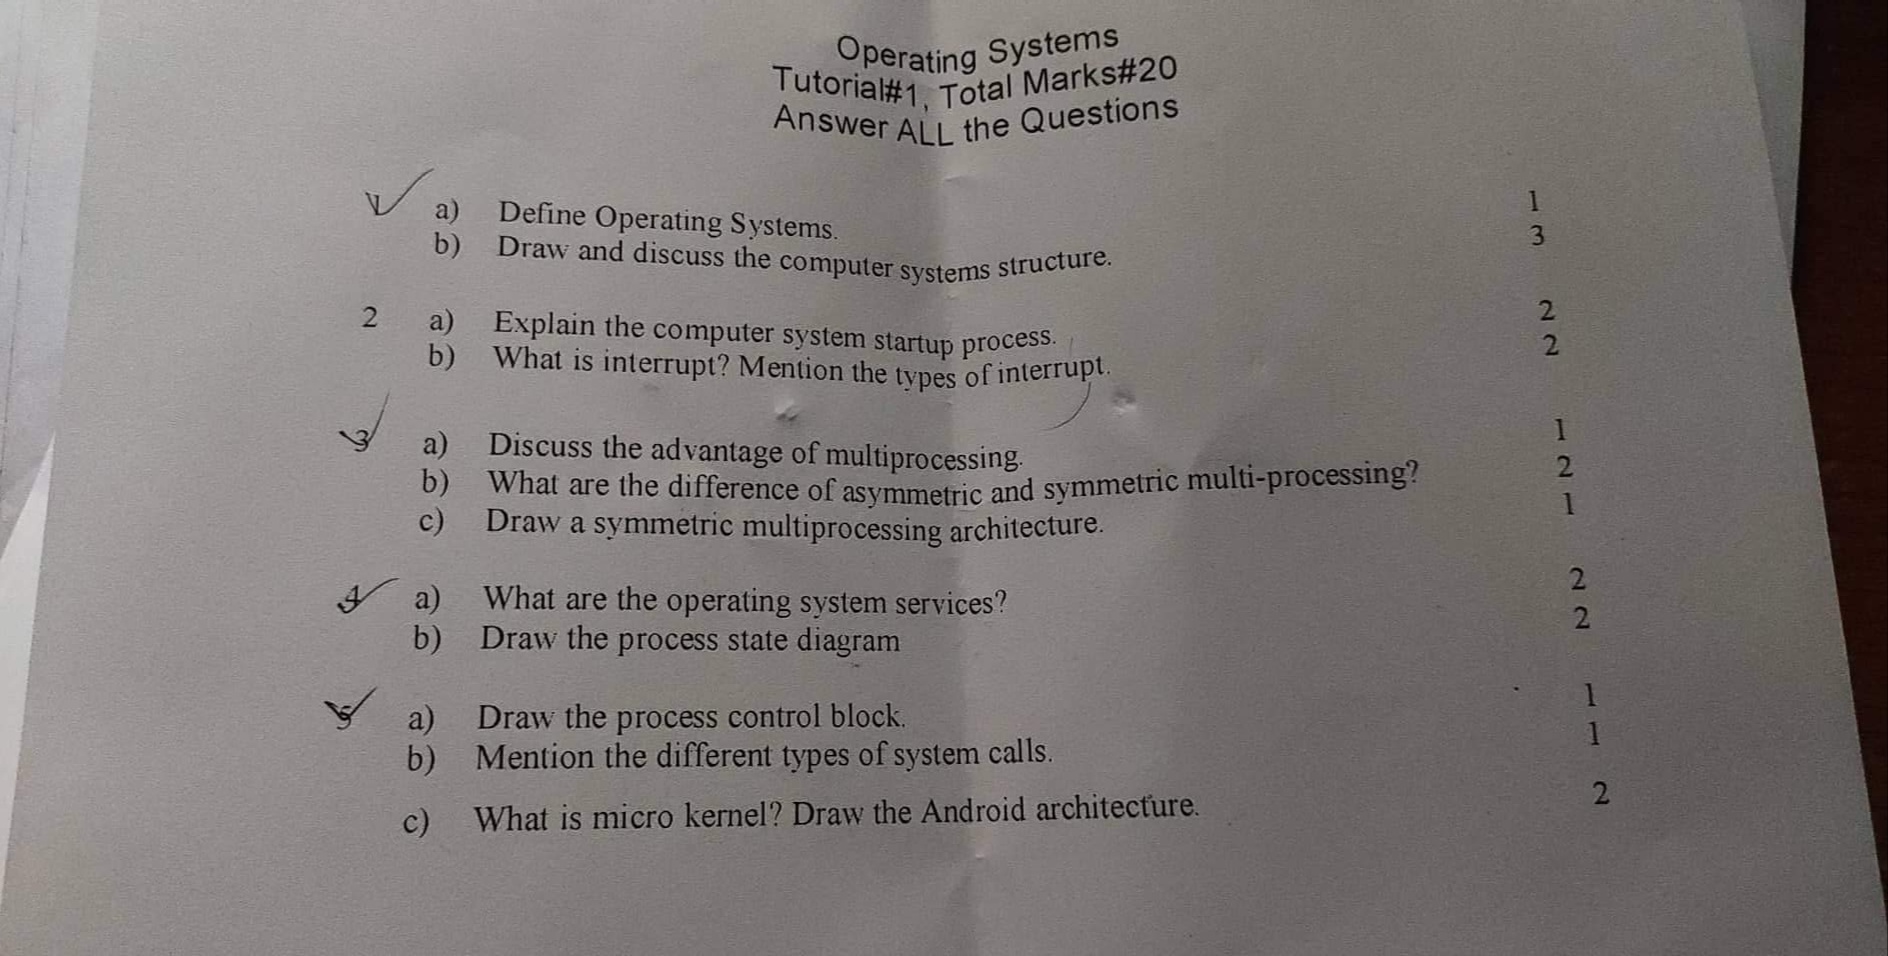 Operating Systems
Tutorial#1, Total Marks#20
Answer ALL the Questions
1 a) Define Operating Systems. 1
b) Draw and discuss the computer systems structure. 3
2 a) Explain the computer system startup process. 2
b) What is interrupt? Mention the types of interrupt. 2
3 a) Discuss the advantage of multiprocessing. 1
b) What are the difference of asymmetric and symmetric multi-processing? 2
c) Draw a symmetric multiprocessing architecture. 1
4 a) What are the operating system services? 2
b) Draw the process state diagram 2
5 a) Draw the process control block. 1
b) Mention the different types of system calls. 1
c) What is micro kernel? Draw the Android architecture. 2